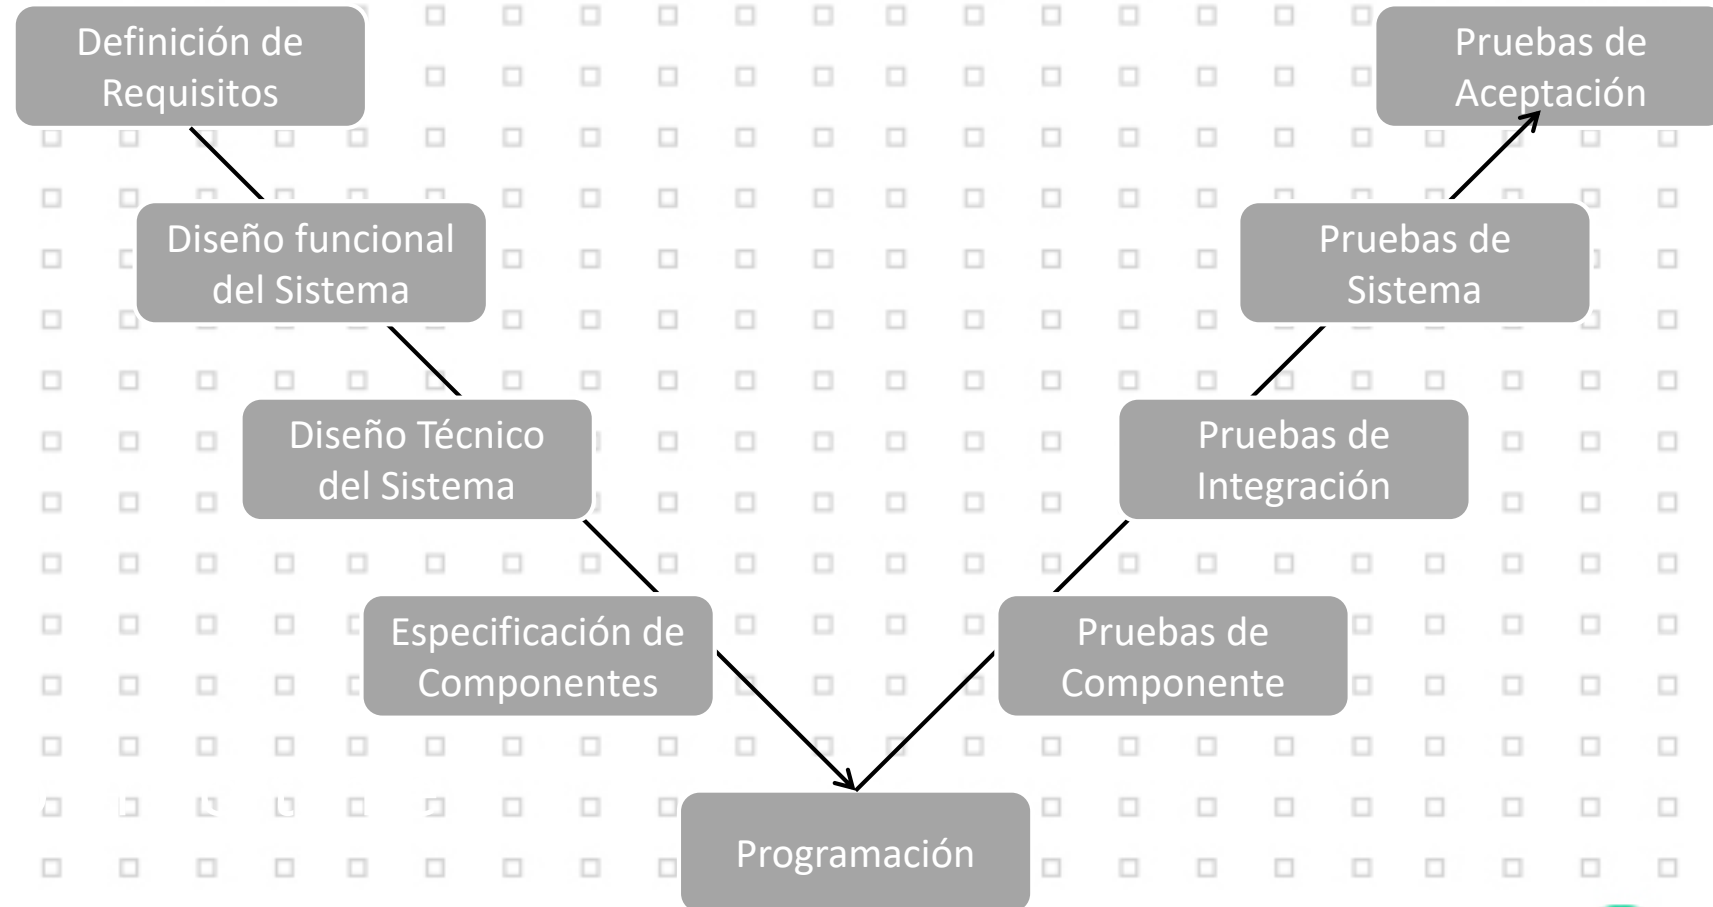 Definición de
Requisitos
Pruebas de
Aceptación
Diseño funcional
del Sistema
Pruebas de
Sistema
Diseño Técnico
del Sistema
Pruebas de
Integración
Especificación de
Componentes
Pruebas de
Componente
Programación